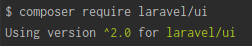 $ composer require laravel/ui
Using version ^2.0 for laravel/ui